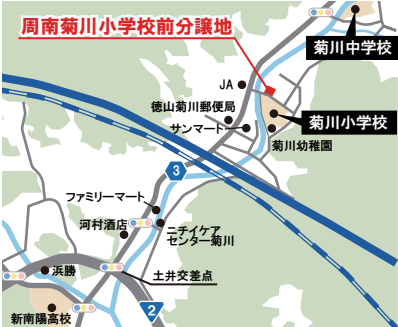 周南菊川小学校前分譲地
菊川中学校
JA
徳山菊川郵便局
サンマート
菊川小学校
菊川幼稚園
3
ファミリーマート
河村酒店
ニチイケア
センター菊川
浜勝
土井交差点
新南陽高校
2